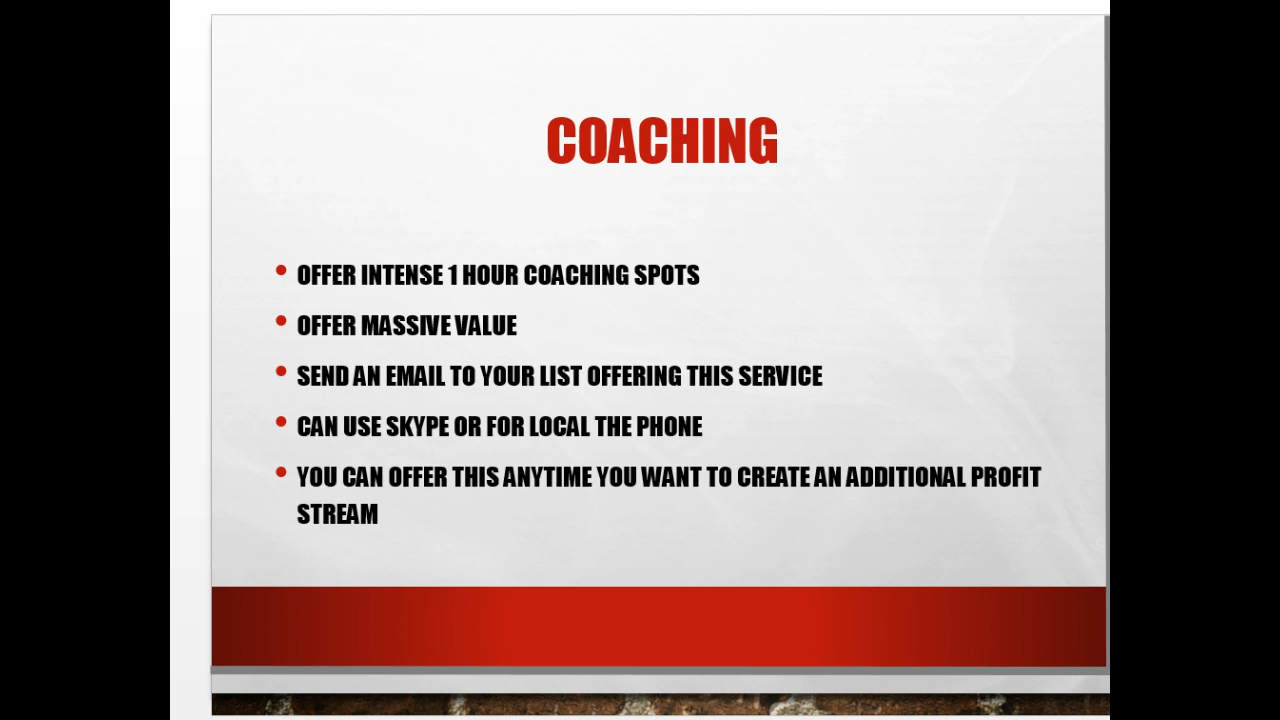 COACHING
• OFFER INTENSE 1 HOUR COACHING SPOTS
• OFFER MASSIVE VALUE
• SEND AN EMAIL TO YOUR LIST OFFERING THIS SERVICE
• CAN USE SKYPE OR FOR LOCAL THE PHONE
• YOU CAN OFFER THIS ANYTIME YOU WANT TO CREATE AN ADDITIONAL PROFIT
STREAM